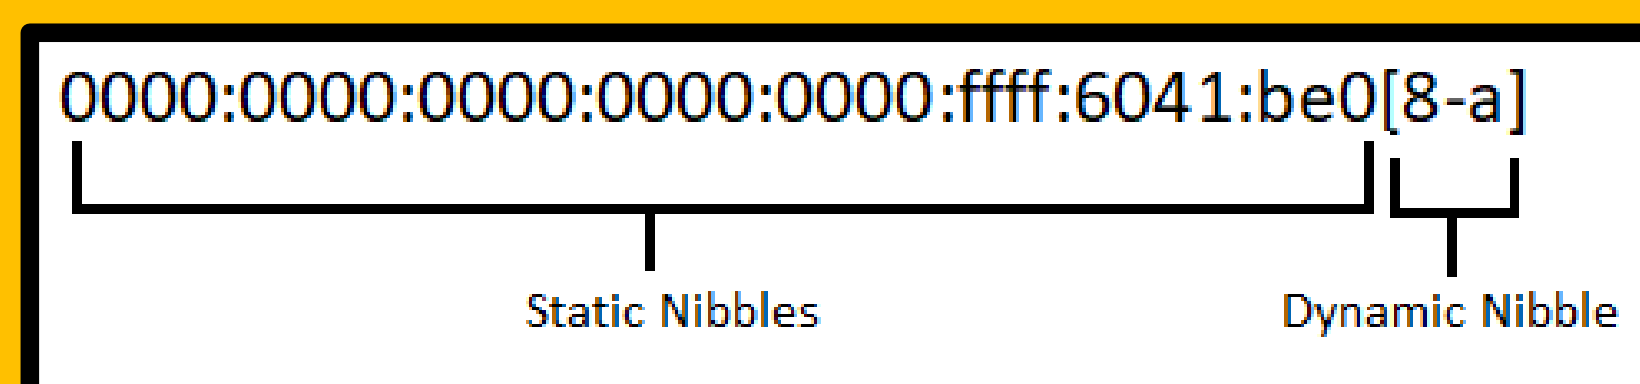 0000:0000:0000:0000:0000:ffff:6041:be0[8-a]
Static Nibbles
Dynamic Nibble